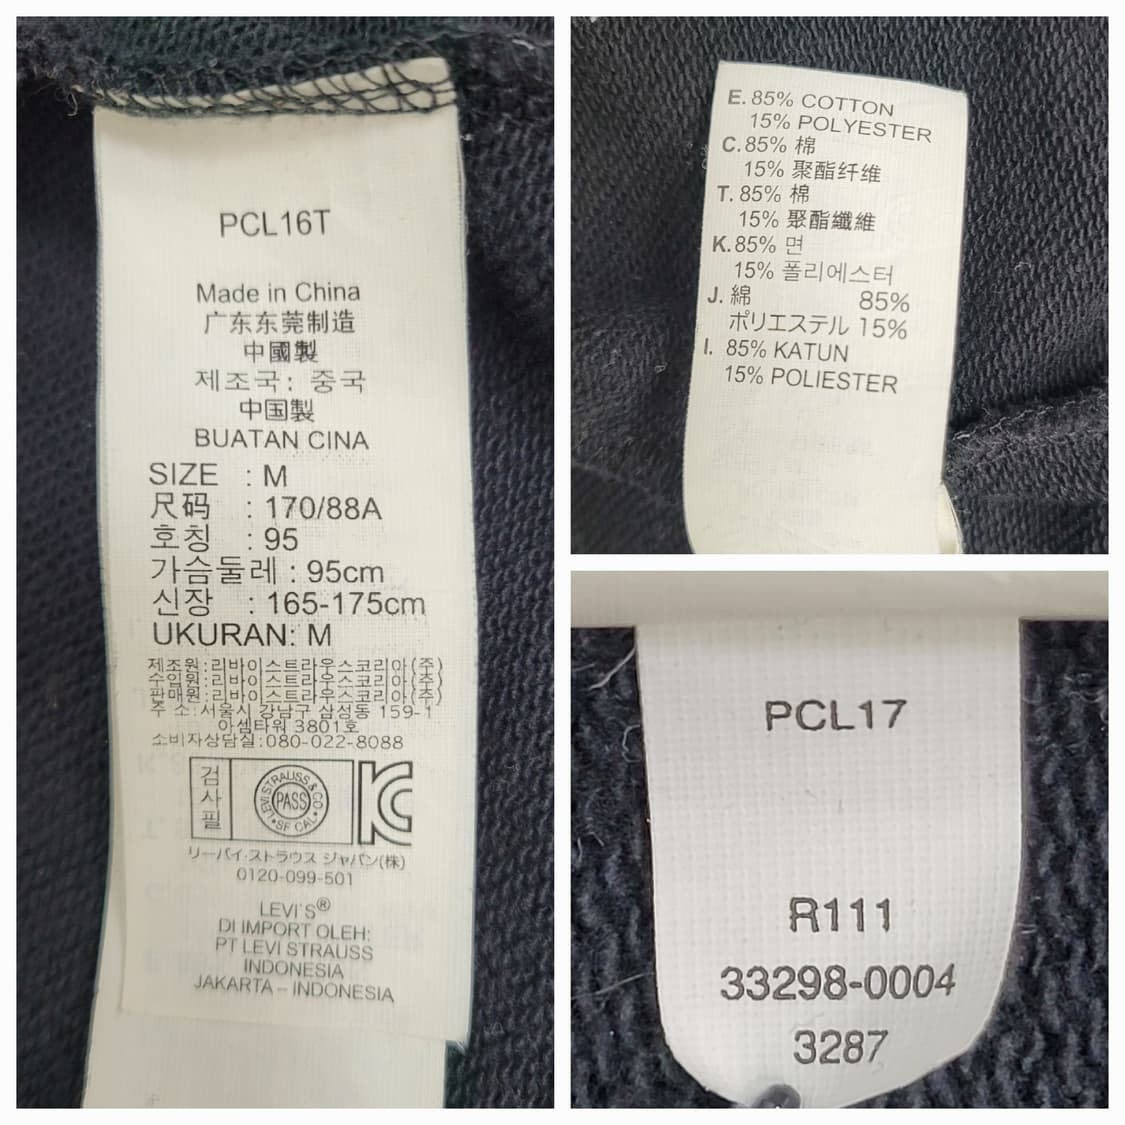 PCL16T
Made in China
广东东莞制造
中國製
제조국: 중국
中国製
BUATAN CINA
SIZE : M
尺码 : 170/88A
호칭 : 95
가슴둘레 : 95cm
신장 : 165-175cm
UKURAN: M
제조원:리바이스트라우스코리아(주)
수입원:리바이스트라우스코리아(주)
판매원:리바이스트라우스코리아(주)
주 소:서울시 강남구 삼성동 159-1
아셈타워 3801호
소비자상담실:080-022-8088
검사필
LEVI STRAUSS & CO
PASS
SF CAL
リーバイ·ストラウス ジャパン(株)
0120-099-501
LEVI'S®
DI IMPORT OLEH:
PT LEVI STRAUSS
INDONESIA
JAKARTA – INDONESIA
E. 85% COTTON
15% POLYESTER
C. 85% 棉
15% 聚酯纤维
T. 85% 棉
15% 聚酯纖維
K. 85% 면
15% 폴리에스터
J. 綿 85%
ポリエステル 15%
I. 85% KATUN
15% POLIESTER
PCL17
R111
33298-0004
3287